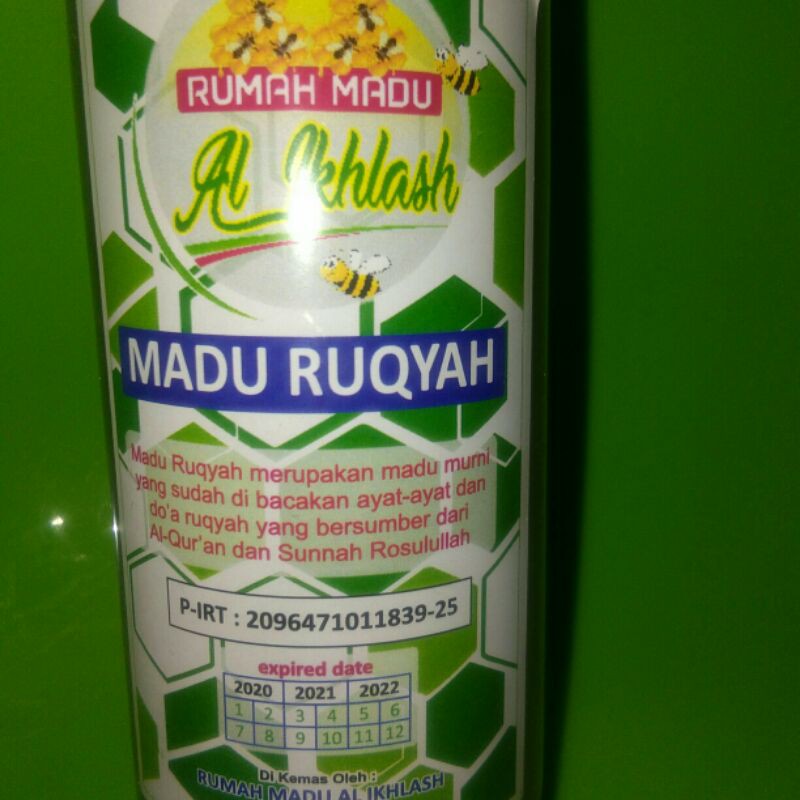 RUMAH MADU
Al Ikhlash
MADU RUQYAH
Madu Ruqyah merupakan madu murni
yang sudah di bacakan ayat-ayat dan
do'a ruqyah yang bersumber dari
Al-Qur'an dan Sunnah Rosulullah
P-IRT : 2096471011839-25
expired date
2020 2021 2022
1 2 3 4 5 6
7 8 9 10 11 12
Di Kemas Oleh :
RUMAH MADU AL IKHLASH